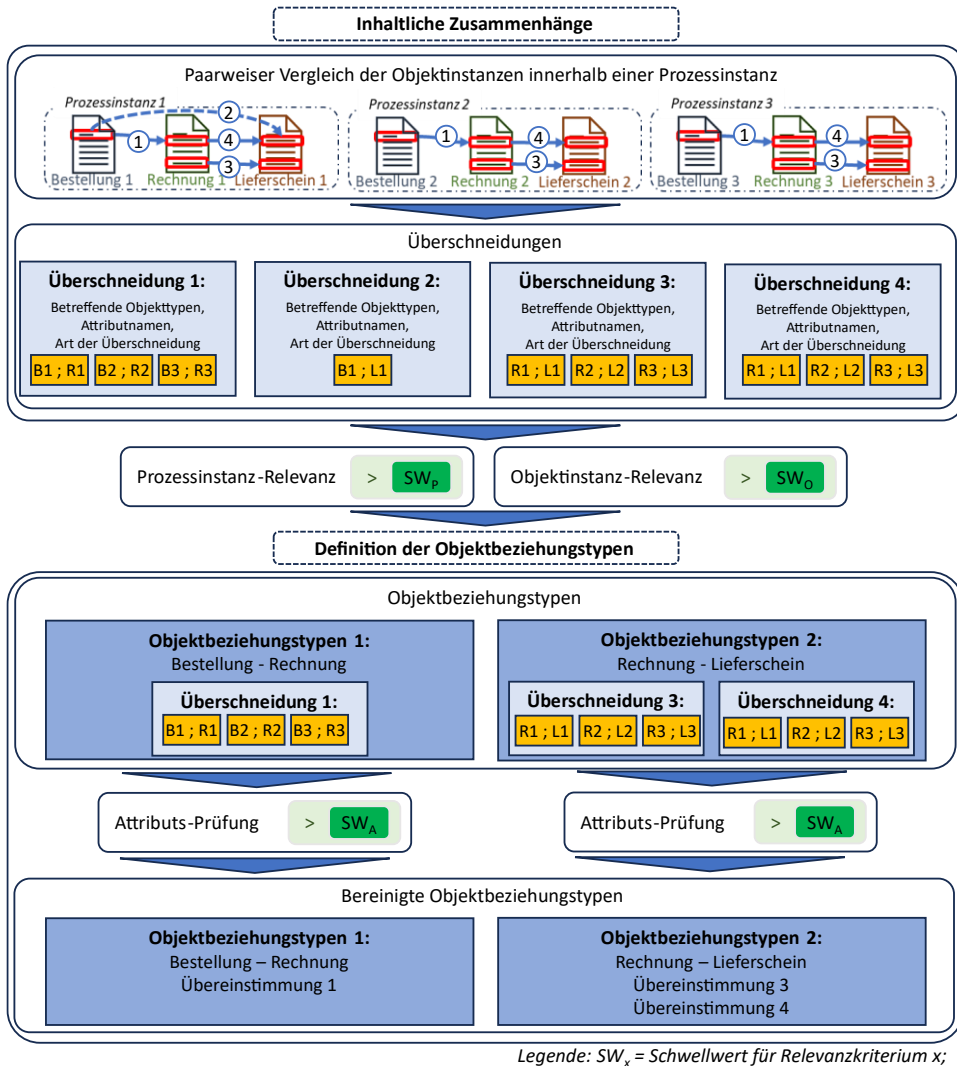 Inhaltliche Zusammenhänge
Paarweiser Vergleich der Objektinstanzen innerhalb einer Prozessinstanz
Prozessinstanz 1
Prozessinstanz 2
Prozessinstanz 3
2
1
4
3
1
4
3
1
4
3
Bestellung 1
Rechnung 1
Lieferschein 1
Bestellung 2
Rechnung 2
Lieferschein 2
Bestellung 3
Rechnung 3
Lieferschein 3
Überschneidungen
Überschneidung 1:
Betreffende Objekttypen,
Attributnamen,
Art der Überschneidung
B1 ; R1
B2 ; R2
B3 ; R3
Überschneidung 2:
Betreffende Objekttypen,
Attributnamen,
Art der Überschneidung
B1 ; L1
Überschneidung 3:
Betreffende Objekttypen,
Attributnamen,
Art der Überschneidung
R1 ; L1
R2 ; L2
R3 ; L3
Überschneidung 4:
Betreffende Objekttypen,
Attributnamen,
Art der Überschneidung
R1 ; L1
R2 ; L2
R3 ; L3
Prozessinstanz-Relevanz > SW_P
Objektinstanz-Relevanz > SW_O
Definition der Objektbeziehungstypen
Objektbeziehungstypen
Objektbeziehungstypen 1:
Bestellung - Rechnung
Überschneidung 1:
B1 ; R1
B2 ; R2
B3 ; R3
Objektbeziehungstypen 2:
Rechnung - Lieferschein
Überschneidung 3:
R1 ; L1
R2 ; L2
R3 ; L3
Überschneidung 4:
R1 ; L1
R2 ; L2
R3 ; L3
Attributs-Prüfung > SW_A
Attributs-Prüfung > SW_A
Bereinigte Objektbeziehungstypen
Objektbeziehungstypen 1:
Bestellung – Rechnung
Übereinstimmung 1
Objektbeziehungstypen 2:
Rechnung – Lieferschein
Übereinstimmung 3
Übereinstimmung 4
Legende: SW_x = Schwellwert für Relevanzkriterium x;